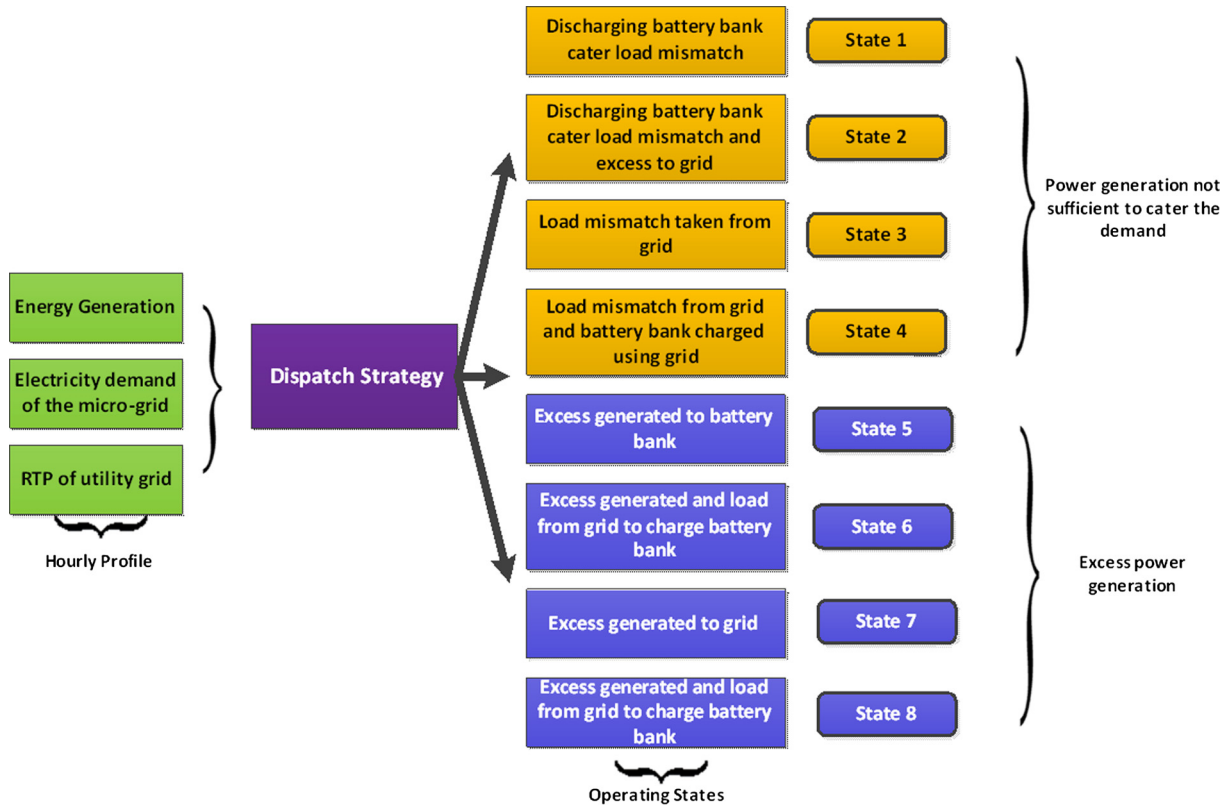 Energy Generation
Electricity demand
of the micro-grid
RTP of utility grid
Hourly Profile
Dispatch Strategy
Discharging battery bank
cater load mismatch
State 1
Discharging battery bank
cater load mismatch and
excess to grid
State 2
Load mismatch taken from
grid
State 3
Load mismatch from grid
and battery bank charged
using grid
State 4
Power generation not
sufficient to cater the
demand
Excess generated to battery
bank
State 5
Excess generated and load
from grid to charge battery
bank
State 6
Excess generated to grid
State 7
Excess generated and load
from grid to charge battery
bank
State 8
Excess power
generation
Operating States